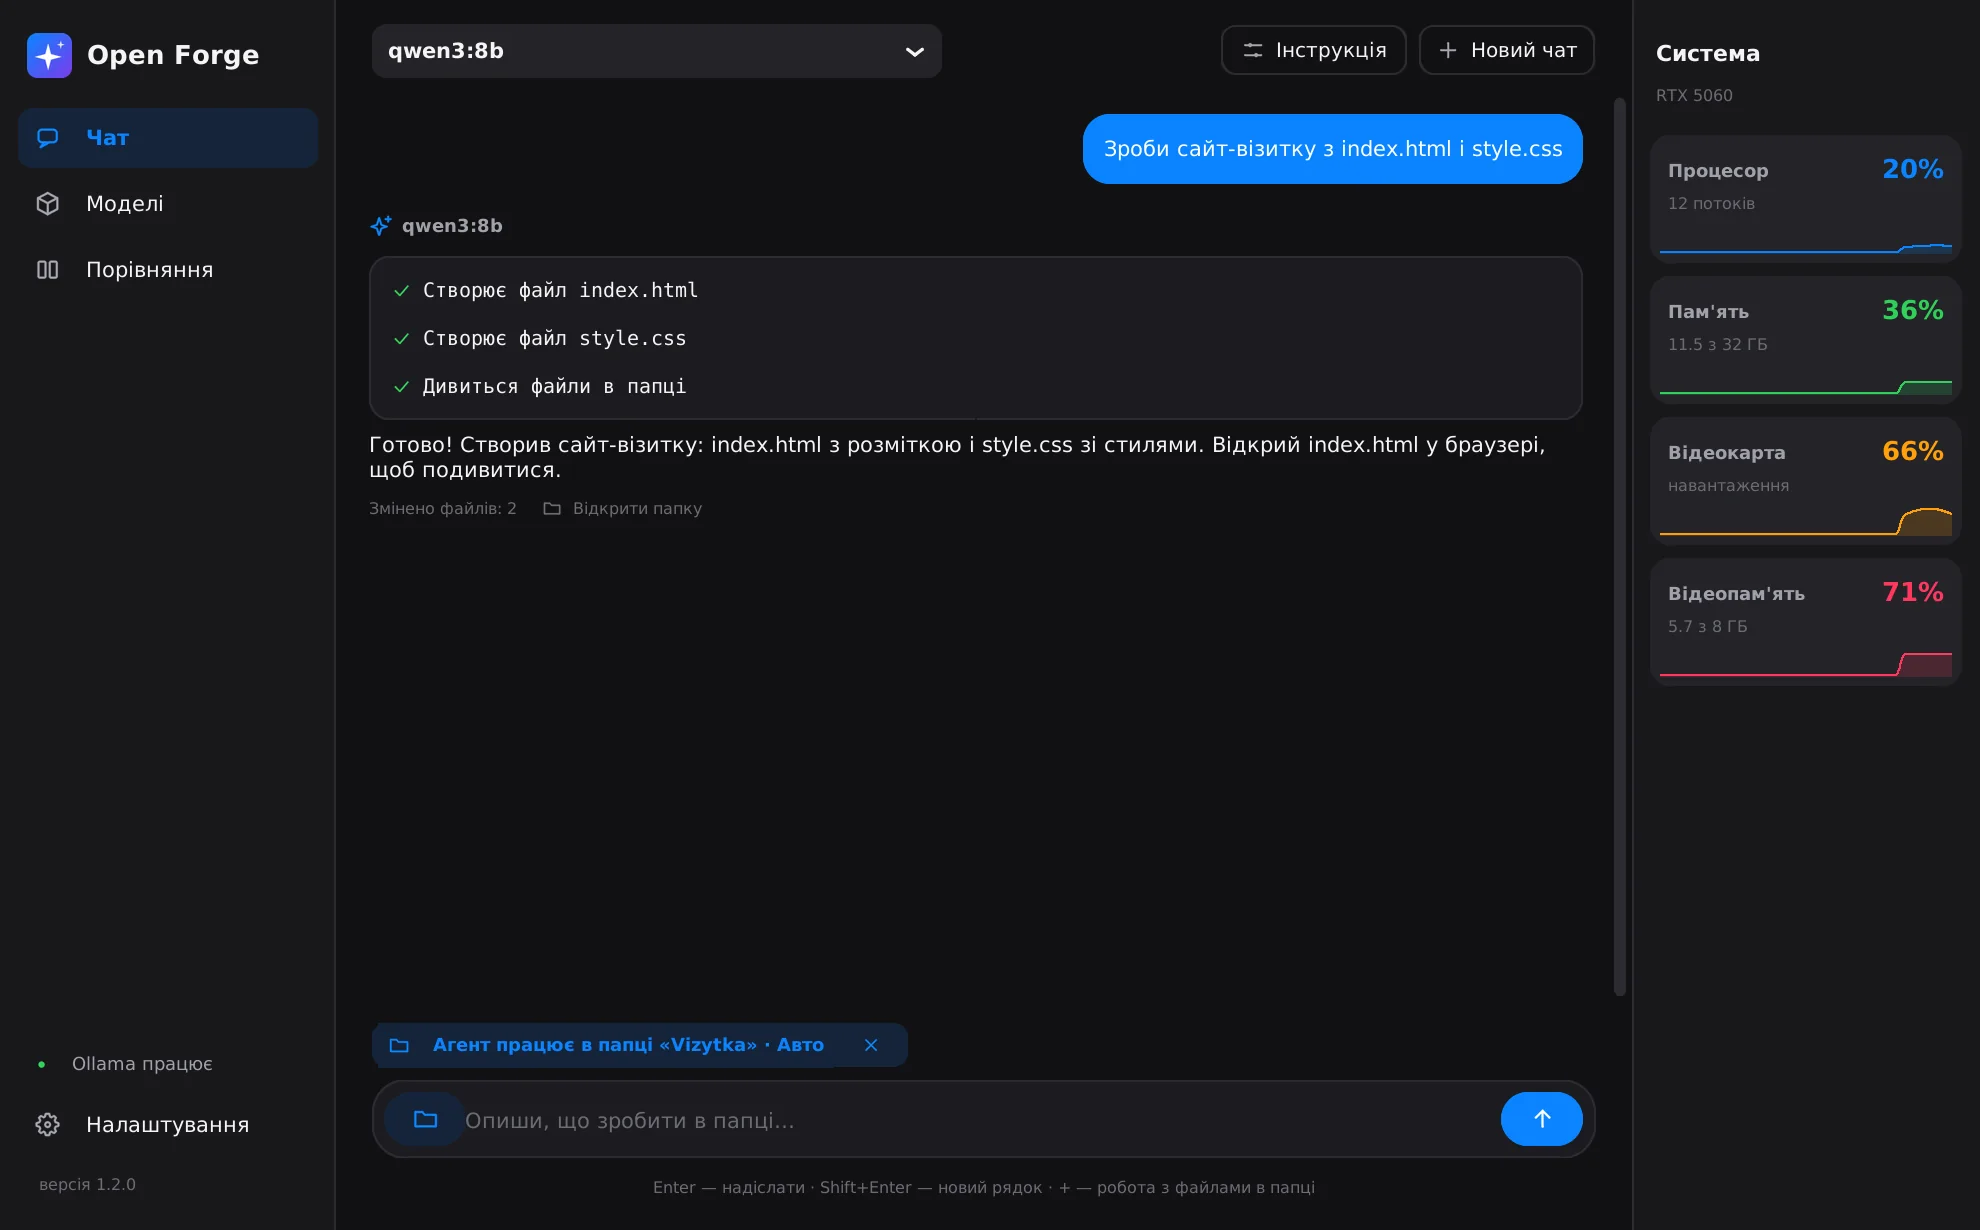 Open Forge
Чат
Моделі
Порівняння
Ollama працює
Налаштування
версія 1.2.0
qwen3:8b
Інструкція
Новий чат
Зроби сайт-візитку з index.html і style.css
qwen3:8b
Створює файл index.html
Створює файл style.css
Дивиться файли в папці
Готово! Створив сайт-візитку: index.html з розміткою і style.css зі стилями. Відкрий index.html у браузері,
щоб подивитися.
Змінено файлів: 2 Відкрити папку
Агент працює в папці «Vizytka» · Авто
Опиши, що зробити в папці...
Enter — надіслати · Shift+Enter — новий рядок · + — робота з файлами в папці
Система
RTX 5060
Процесор 20%
12 потоків
Пам'ять 36%
11.5 з 32 ГБ
Відеокарта 66%
навантаження
Відеопам'ять 71%
5.7 з 8 ГБ